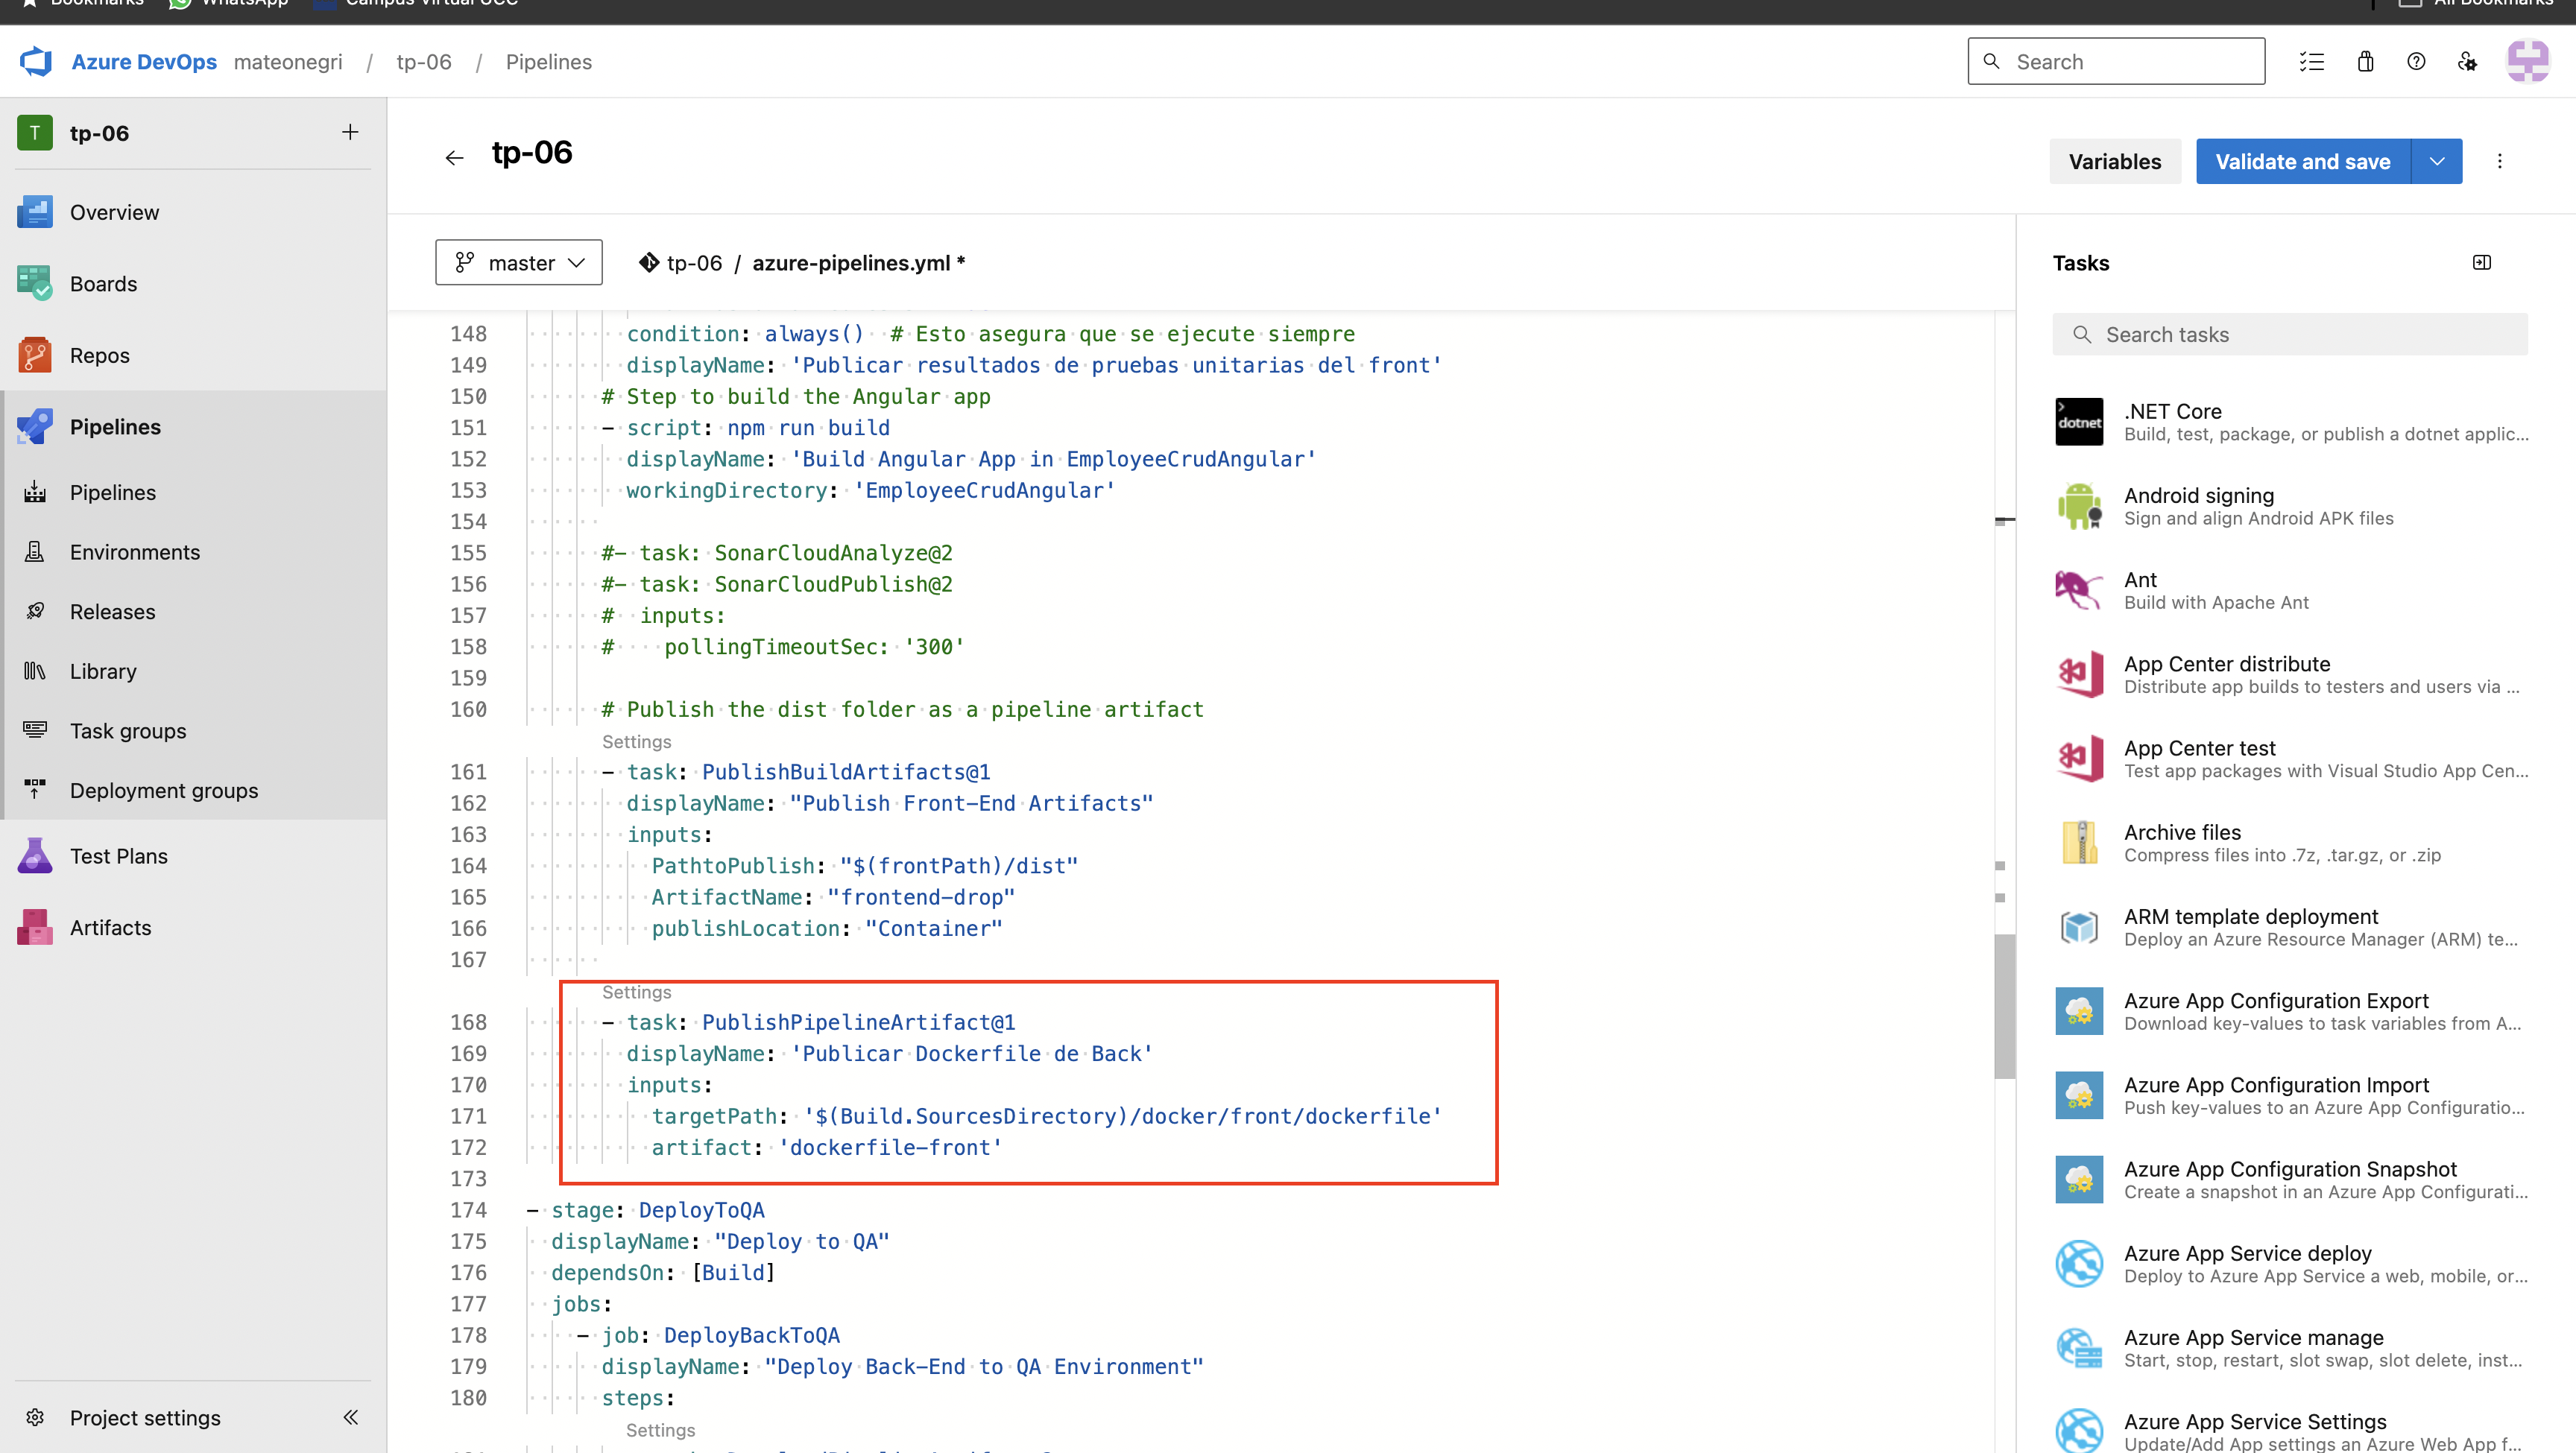 Bookmarks WhatsApp Campus Virtual UCC All Bookmarks
Azure DevOps mateonegri / tp-06 / Pipelines Search
T tp-06
Overview
Boards
Repos
Pipelines
Pipelines
Environments
Releases
Library
Task groups
Deployment groups
Test Plans
Artifacts
Project settings
tp-06
Variables Validate and save
master tp-06 / azure-pipelines.yml *
148 condition: always() # Esto asegura que se ejecute siempre
149 displayName: 'Publicar resultados de pruebas unitarias del front'
150 # Step to build the Angular app
151 - script: npm run build
152 displayName: 'Build Angular App in EmployeeCrudAngular'
153 workingDirectory: 'EmployeeCrudAngular'
154
155 #- task: SonarCloudAnalyze@2
156 #- task: SonarCloudPublish@2
157 # inputs:
158 # pollingTimeoutSec: '300'
159
160 # Publish the dist folder as a pipeline artifact
Settings
161 - task: PublishBuildArtifacts@1
162 displayName: "Publish Front-End Artifacts"
163 inputs:
164 PathtoPublish: "$(frontPath)/dist"
165 ArtifactName: "frontend-drop"
166 publishLocation: "Container"
167
Settings
168 - task: PublishPipelineArtifact@1
169 displayName: 'Publicar Dockerfile de Back'
170 inputs:
171 targetPath: '$(Build.SourcesDirectory)/docker/front/dockerfile'
172 artifact: 'dockerfile-front'
173
174 - stage: DeployToQA
175 displayName: "Deploy to QA"
176 dependsOn: [Build]
177 jobs:
178 - job: DeployBackToQA
179 displayName: "Deploy Back-End to QA Environment"
180 steps:
Settings
Tasks
Search tasks
dotnet
.NET Core
Build, test, package, or publish a dotnet applic...
Android signing
Sign and align Android APK files
Ant
Build with Apache Ant
App Center distribute
Distribute app builds to testers and users via ...
App Center test
Test app packages with Visual Studio App Cen...
Archive files
Compress files into .7z, .tar.gz, or .zip
ARM template deployment
Deploy an Azure Resource Manager (ARM) te...
Azure App Configuration Export
Download key-values to task variables from A...
Azure App Configuration Import
Push key-values to an Azure App Configuratio...
Azure App Configuration Snapshot
Create a snapshot in an Azure App Configurati...
Azure App Service deploy
Deploy to Azure App Service a web, mobile, or...
Azure App Service manage
Start, stop, restart, slot swap, slot delete, inst...
Azure App Service Settings
Update/Add App settings an Azure Web App f...